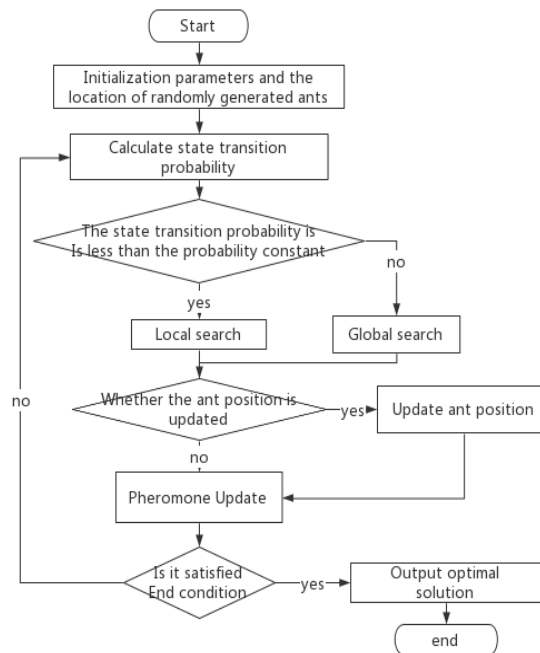 Start
Initialization parameters and the
location of randomly generated ants
Calculate state transition
probability
The state transition probability is
Is less than the probability constant
no
yes
Local search
Global search
no
Whether the ant position is
updated
yes
Update ant position
no
Pheromone Update
Is it satisfied
End condition
yes
Output optimal
solution
end